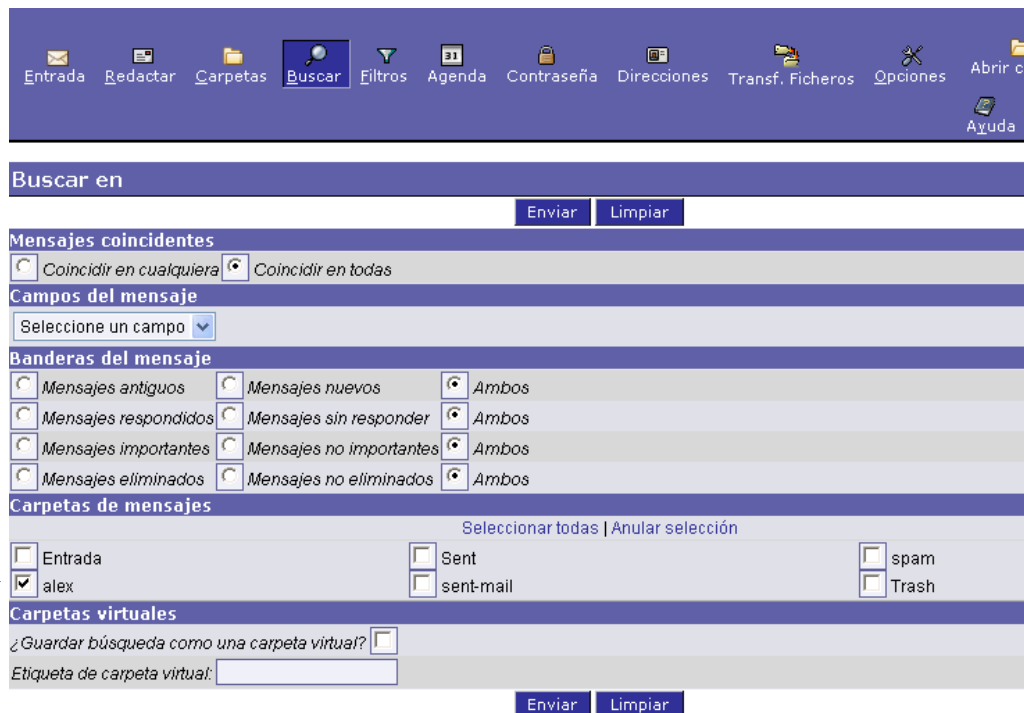 Entrada Redactar Carpetas Buscar Filtros 31 Agenda Contraseña Direcciones Transf. Ficheros Opciones Abrir c
Ayuda
Buscar en
Enviar Limpiar
Mensajes coincidentes
Coincidir en cualquiera Coincidir en todas
Campos del mensaje
Seleccione un campo
Banderas del mensaje
Mensajes antiguos Mensajes nuevos Ambos
Mensajes respondidos Mensajes sin responder Ambos
Mensajes importantes Mensajes no importantes Ambos
Mensajes eliminados Mensajes no eliminados Ambos
Carpetas de mensajes
Seleccionar todas | Anular selección
Entrada Sent spam
alex sent-mail Trash
Carpetas virtuales
¿Guardar búsqueda como una carpeta virtual?
Etiqueta de carpeta virtual:
Enviar Limpiar